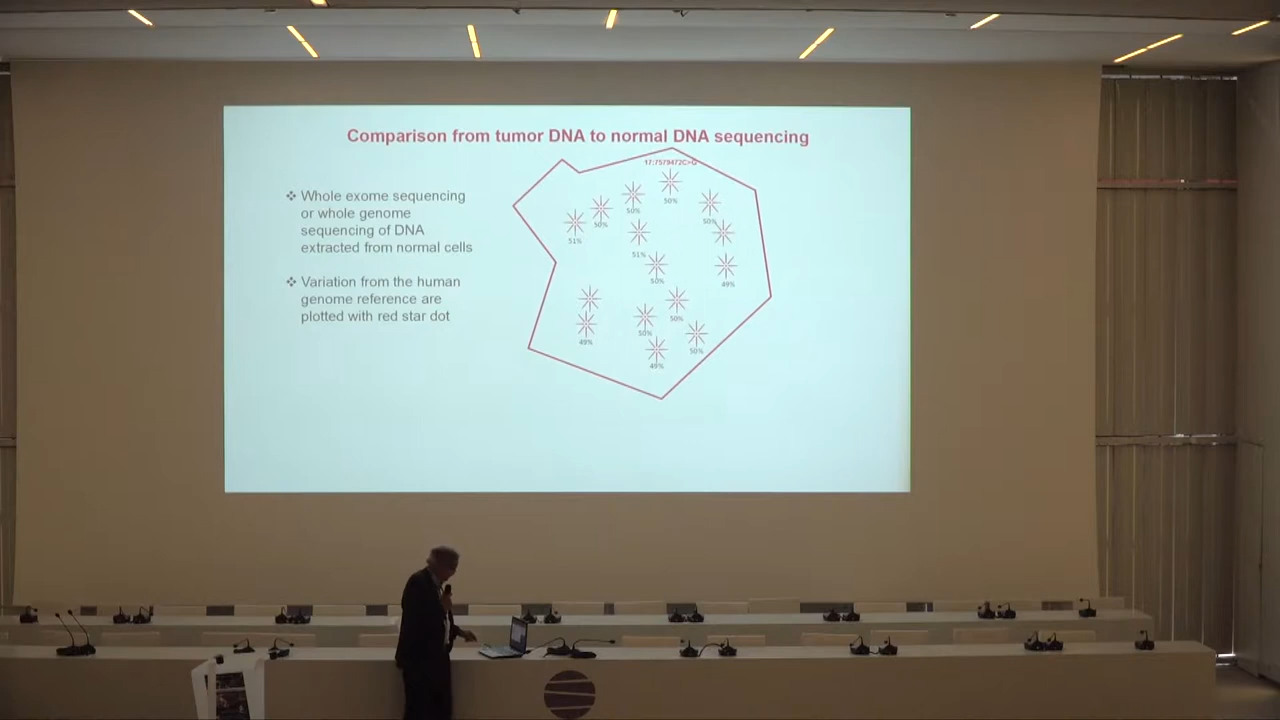 Comparison from tumor DNA to normal DNA sequencing
❖ Whole exome sequencing
or whole genome
sequencing of DNA
extracted from normal cells
❖ Variation from the human
genome reference are
plotted with red star dot
17:7579472C>G
50%
50%
50%
50%
51%
51%
50%
49%
50%
50%
49%
50%
49%